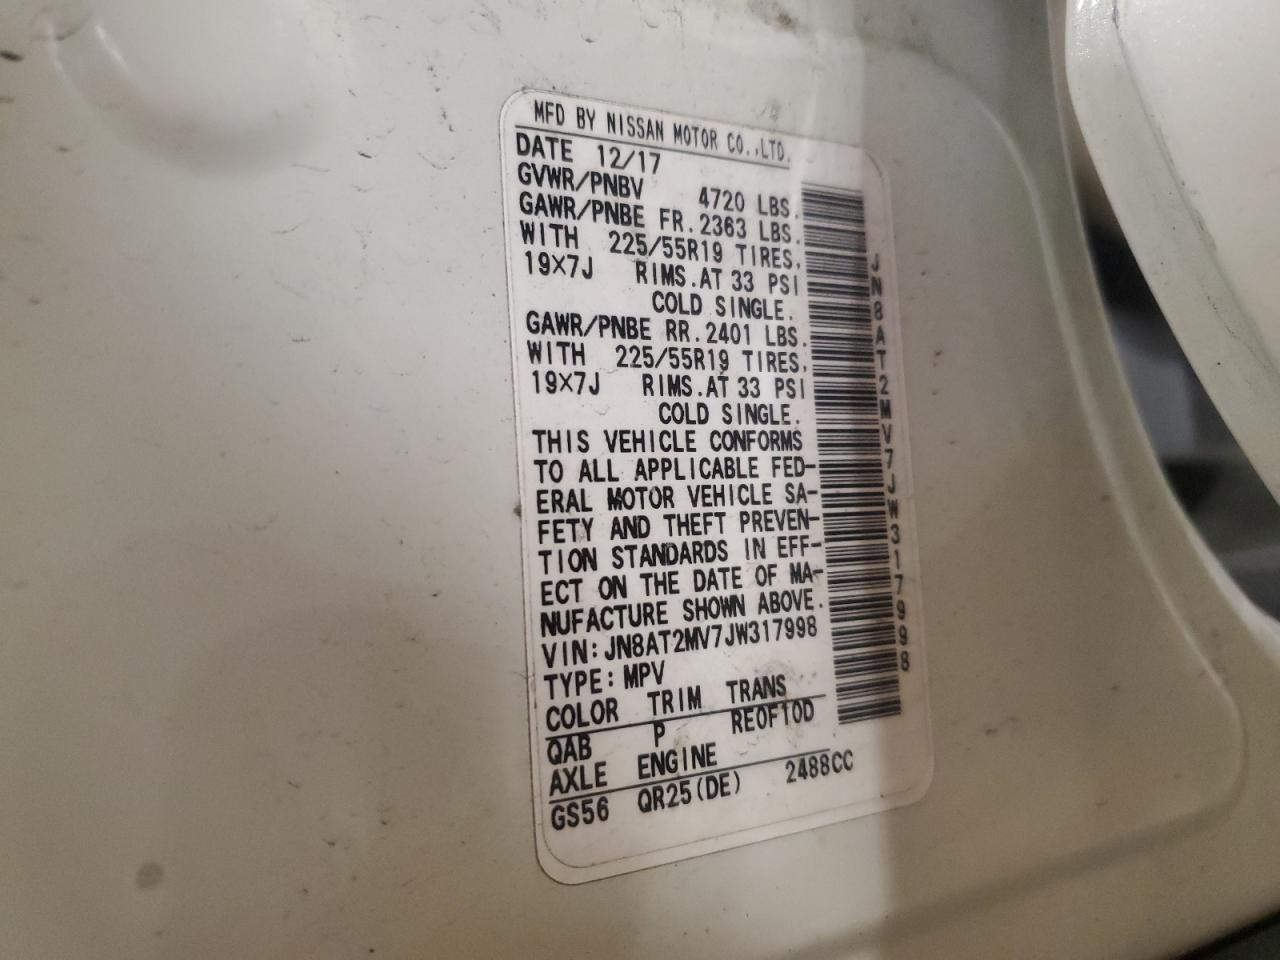 MFD BY NISSAN MOTOR CO.,LTD.
DATE 12/17
GVWR/PNBV 4720 LBS.
GAWR/PNBE FR. 2363 LBS.
WITH 225/55R19 TIRES,
19×7J RIMS. AT 33 PSI
COLD SINGLE.
GAWR/PNBE RR. 2401 LBS.
WITH 225/55R19 TIRES,
19×7J RIMS. AT 33 PSI
COLD SINGLE.
THIS VEHICLE CONFORMS
TO ALL APPLICABLE FED-
ERAL MOTOR VEHICLE SA-
FETY AND THEFT PREVEN-
TION STANDARDS IN EFF-
ECT ON THE DATE OF MA-
NUFACTURE SHOWN ABOVE.
VIN: JN8AT2MV7JW317998
TYPE: MPV
COLOR TRIM TRANS
QAB P RE0F10D
AXLE ENGINE
GS56 QR25(DE) 2488CC
JN8AT2MV7JW317998